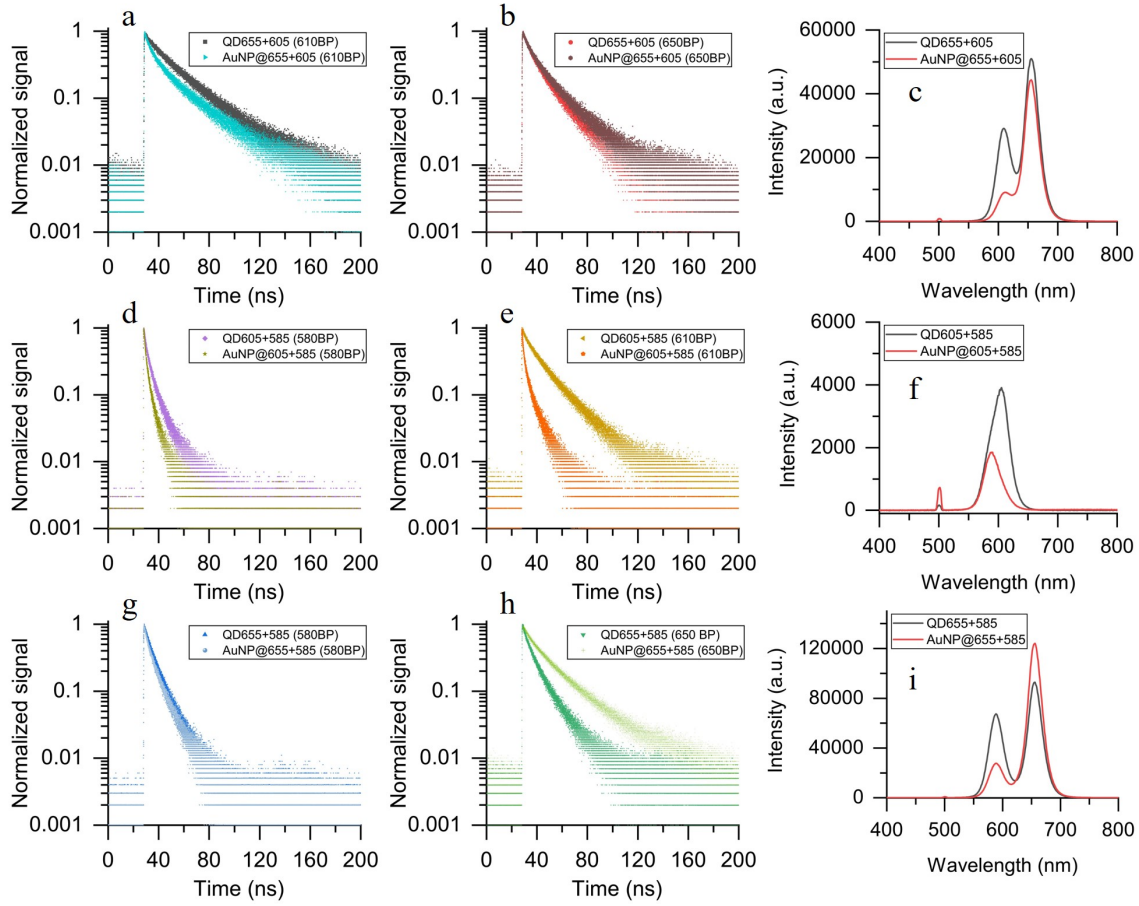 a
Normalized signal
1
0.1
0.01
0.001
QD655+605 (610BP)
AuNP@655+605 (610BP)
0 40 80 120 160 200
Time (ns)
b
Normalized signal
1
0.1
0.01
0.001
QD655+605 (650BP)
AuNP@655+605 (650BP)
0 40 80 120 160 200
Time (ns)
c
Intensity (a.u.)
60000
40000
20000
0
QD655+605
AuNP@655+605
400 500 600 700 800
Wavelength (nm)
d
Normalized signal
1
0.1
0.01
0.001
QD605+585 (580BP)
AuNP@605+585 (580BP)
0 40 80 120 160 200
Time (ns)
e
Normalized signal
1
0.1
0.01
0.001
QD605+585 (610BP)
AuNP@605+585 (610BP)
0 40 80 120 160 200
Time (ns)
f
Intensity (a.u.)
6000
4000
2000
0
QD605+585
AuNP@605+585
400 500 600 700 800
Wavelength (nm)
g
Normalized signal
1
0.1
0.01
0.001
QD655+585 (580BP)
AuNP@655+585 (580BP)
0 40 80 120 160 200
Time (ns)
h
Normalized signal
1
0.1
0.01
0.001
QD655+585 (650 BP)
AuNP@655+585 (650BP)
0 40 80 120 160 200
Time (ns)
i
Intensity (a.u.)
120000
80000
40000
0
QD655+585
AuNP@655+585
400 500 600 700 800
Wavelength (nm)